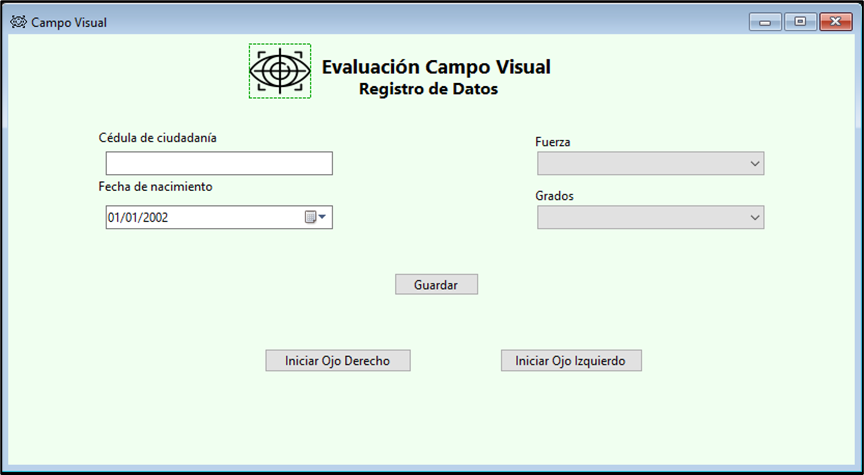 Campo Visual
Evaluación Campo Visual
Registro de Datos
Cédula de ciudadanía
Fecha de nacimiento
01/01/2002
Fuerza
Grados
Guardar
Iniciar Ojo Derecho
Iniciar Ojo Izquierdo